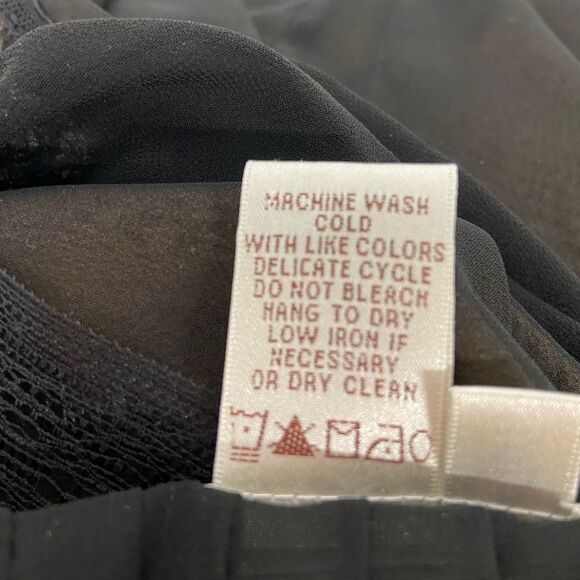 MACHINE WASH
COLD
WITH LIKE COLORS
DELICATE CYCLE
DO NOT BLEACH
HANG TO DRY
LOW IRON IF
NECESSARY
OR DRY CLEAN